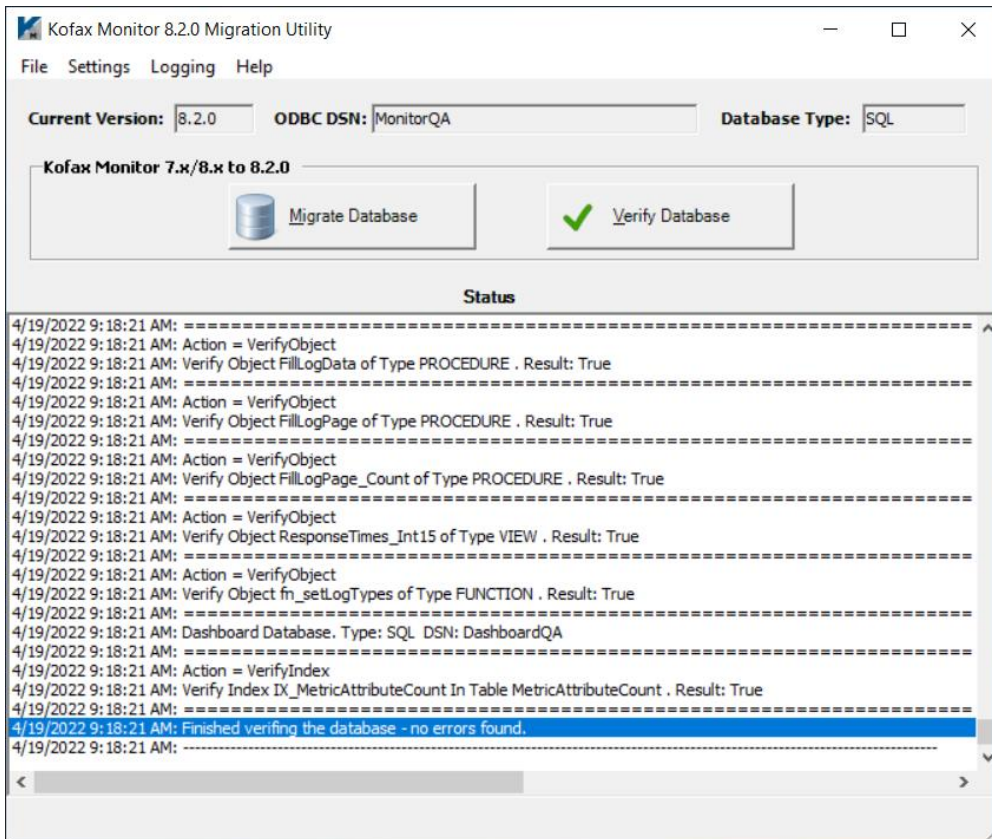 Kofax Monitor 8.2.0 Migration Utility
File Settings Logging Help
Current Version: 8.2.0 ODBC DSN: MonitorQA Database Type: SQL
Kofax Monitor 7.x/8.x to 8.2.0
Migrate Database Verify Database
Status
4/19/2022 9:18:21 AM: ==================================================================
4/19/2022 9:18:21 AM: Action = VerifyObject
4/19/2022 9:18:21 AM: Verify Object FillLogData of Type PROCEDURE . Result: True
4/19/2022 9:18:21 AM: ==================================================================
4/19/2022 9:18:21 AM: Action = VerifyObject
4/19/2022 9:18:21 AM: Verify Object FillLogPage of Type PROCEDURE . Result: True
4/19/2022 9:18:21 AM: ==================================================================
4/19/2022 9:18:21 AM: Action = VerifyObject
4/19/2022 9:18:21 AM: Verify Object FillLogPage_Count of Type PROCEDURE . Result: True
4/19/2022 9:18:21 AM: ==================================================================
4/19/2022 9:18:21 AM: Action = VerifyObject
4/19/2022 9:18:21 AM: Verify Object ResponseTimes_Int15 of Type VIEW . Result: True
4/19/2022 9:18:21 AM: ==================================================================
4/19/2022 9:18:21 AM: Action = VerifyObject
4/19/2022 9:18:21 AM: Verify Object fn_setLogTypes of Type FUNCTION . Result: True
4/19/2022 9:18:21 AM: ==================================================================
4/19/2022 9:18:21 AM: Dashboard Database. Type: SQL DSN: DashboardQA
4/19/2022 9:18:21 AM: ==================================================================
4/19/2022 9:18:21 AM: Action = VerifyIndex
4/19/2022 9:18:21 AM: Verify Index IX_MetricAttributeCount In Table MetricAttributeCount . Result: True
4/19/2022 9:18:21 AM: ==================================================================
4/19/2022 9:18:21 AM: Finished verifing the database - no errors found.
4/19/2022 9:18:21 AM: ------------------------------------------------------------------